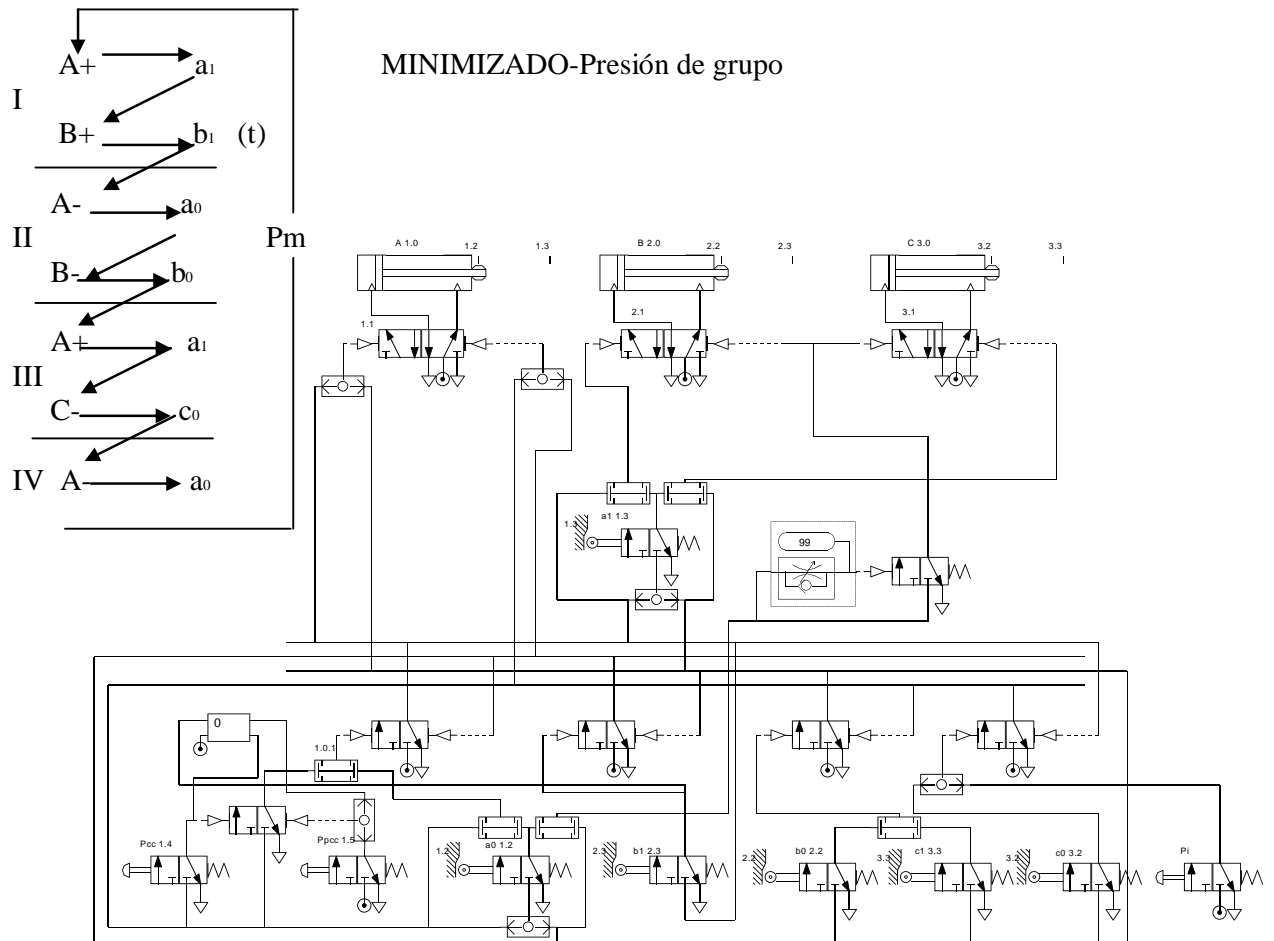 MINIMIZADO-Presión de grupo
A+ a1
I
B+ b1 (t)
A- a0
II Pm
B- b0
A+ a1
III
C- c0
IV A- a0
A 1.0 1.2 1.3 B 2.0 2.2 2.3 C 3.0 3.2 3.3
1.1 2.1 3.1
a1 1.3
1.3
99
0
1.0.1
Pcc 1.4 Ppcc 1.5 1.2 a0 1.2 2.3 b1 2.3 2.2 b0 2.2 3.3 c1 3.3 3.2 c0 3.2 Pi